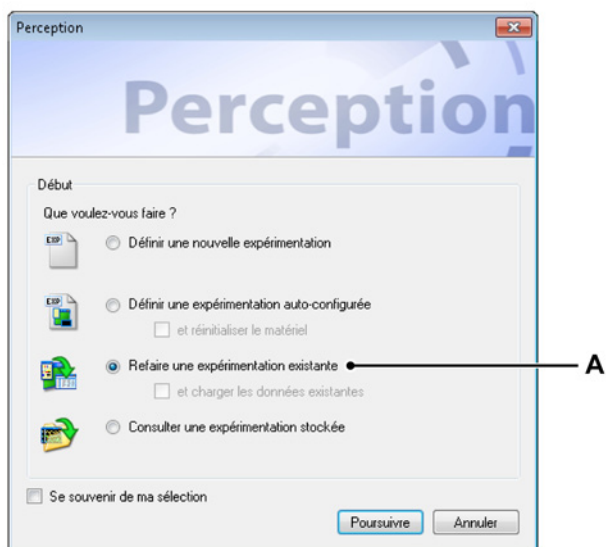 Perception
Perception
Début
Que voulez-vous faire ?
EXP
Définir une nouvelle expérimentation
EXP
Définir une expérimentation auto-configurée
et réinitialiser le matériel
Refaire une expérimentation existante
A
et charger les données existantes
Consulter une expérimentation stockée
Se souvenir de ma sélection
Poursuivre
Annuler